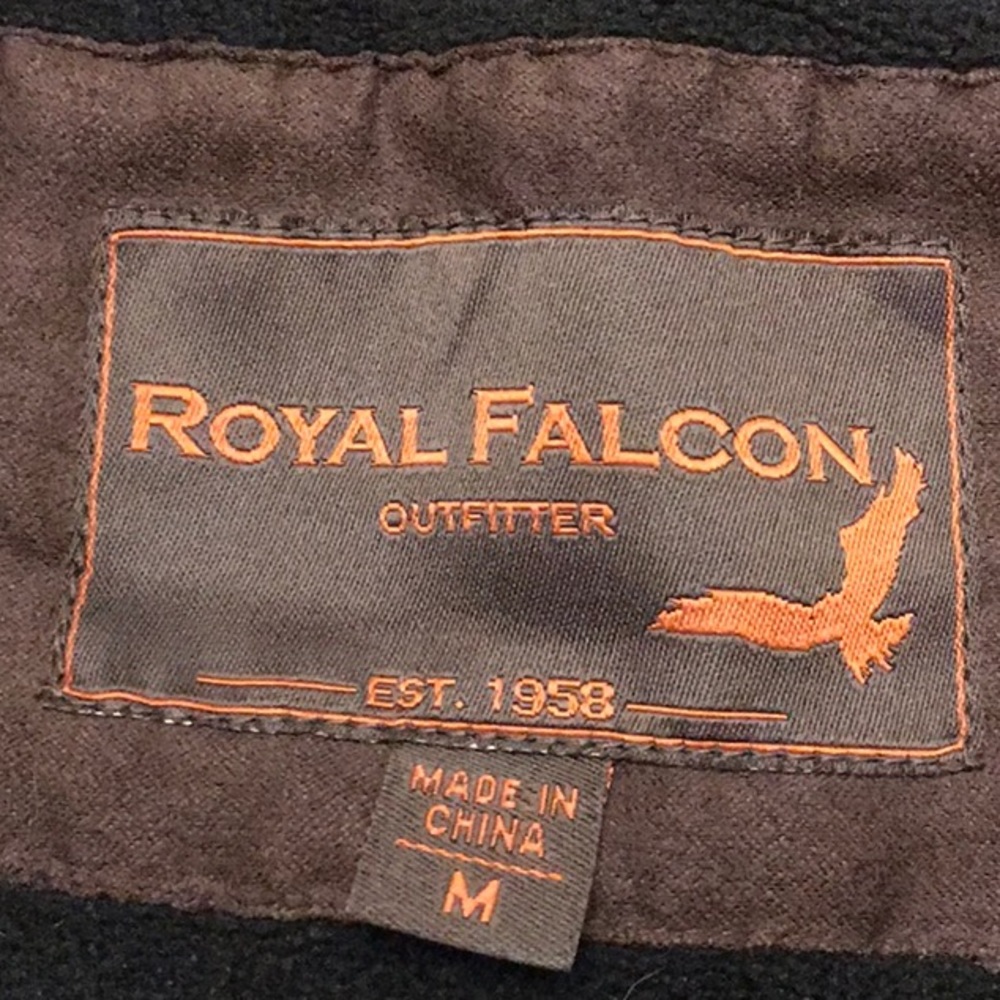 ROYAL FALCON
OUTFITTER
EST. 1958
MADE IN
CHINA
M